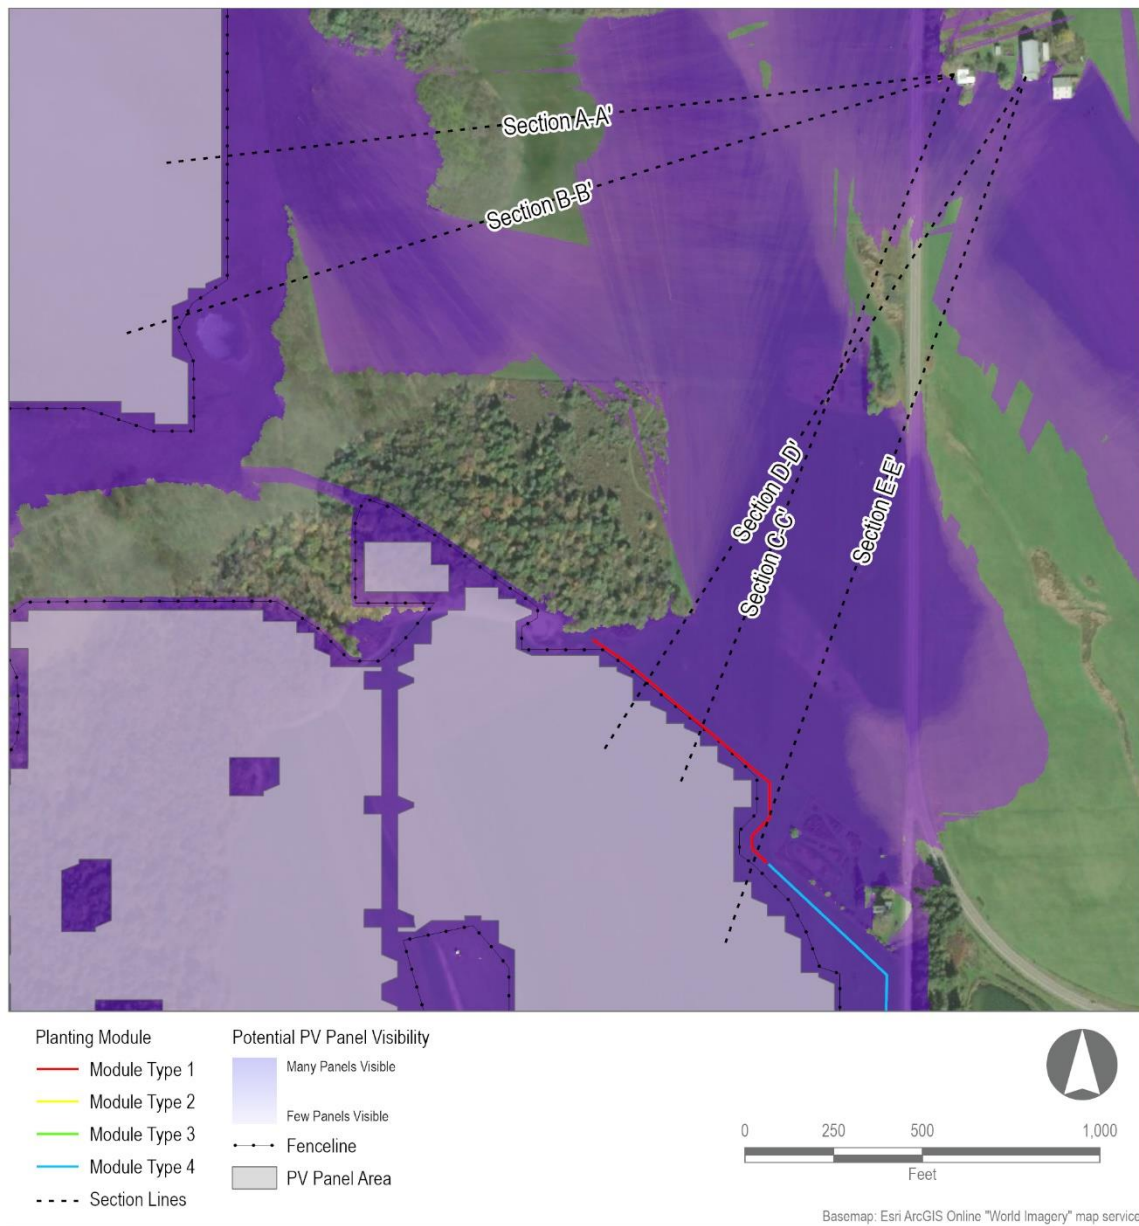 Section A-A'
Section B-B'
Section D-D'
Section C-C'
Section E-E'
Planting Module
Module Type 1
Module Type 2
Module Type 3
Module Type 4
Section Lines
Potential PV Panel Visibility
Many Panels Visible
Few Panels Visible
Fenceline
PV Panel Area
0 250 500 1,000
Feet
Basemap: Esri ArcGIS Online "World Imagery" map service